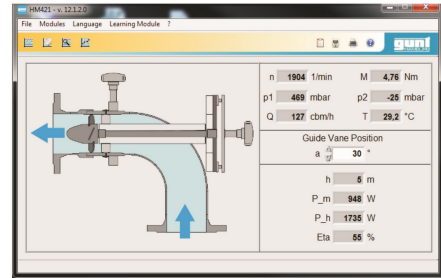 HM421 - v. 12.1.2.0
File Modules Language Learning Module ?
gunt
n 1904 1/min M 4,76 Nm
p1 469 mbar p2 -25 mbar
Q 127 cbm/h T 29,2 °C
Guide Vane Position
a 30 °
h 5 m
P_m 948 W
P_h 1735 W
Eta 55 %